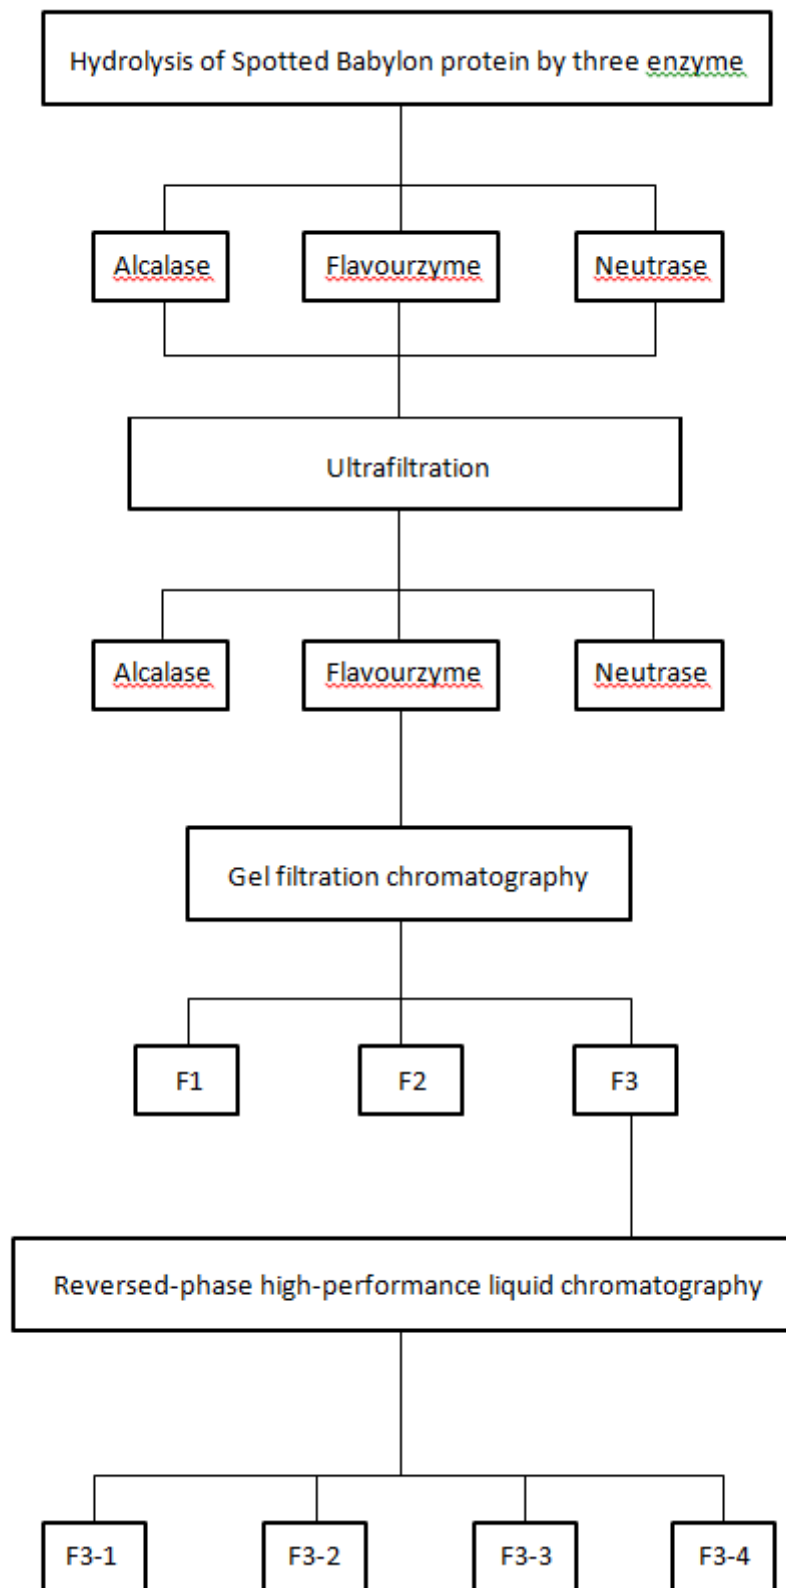 Hydrolysis of Spotted Babylon protein by three enzyme
Alcalase
Flavourzyme
Neutrase
Ultrafiltration
Alcalase
Flavourzyme
Neutrase
Gel filtration chromatography
F1
F2
F3
Reversed-phase high-performance liquid chromatography
F3-1
F3-2
F3-3
F3-4